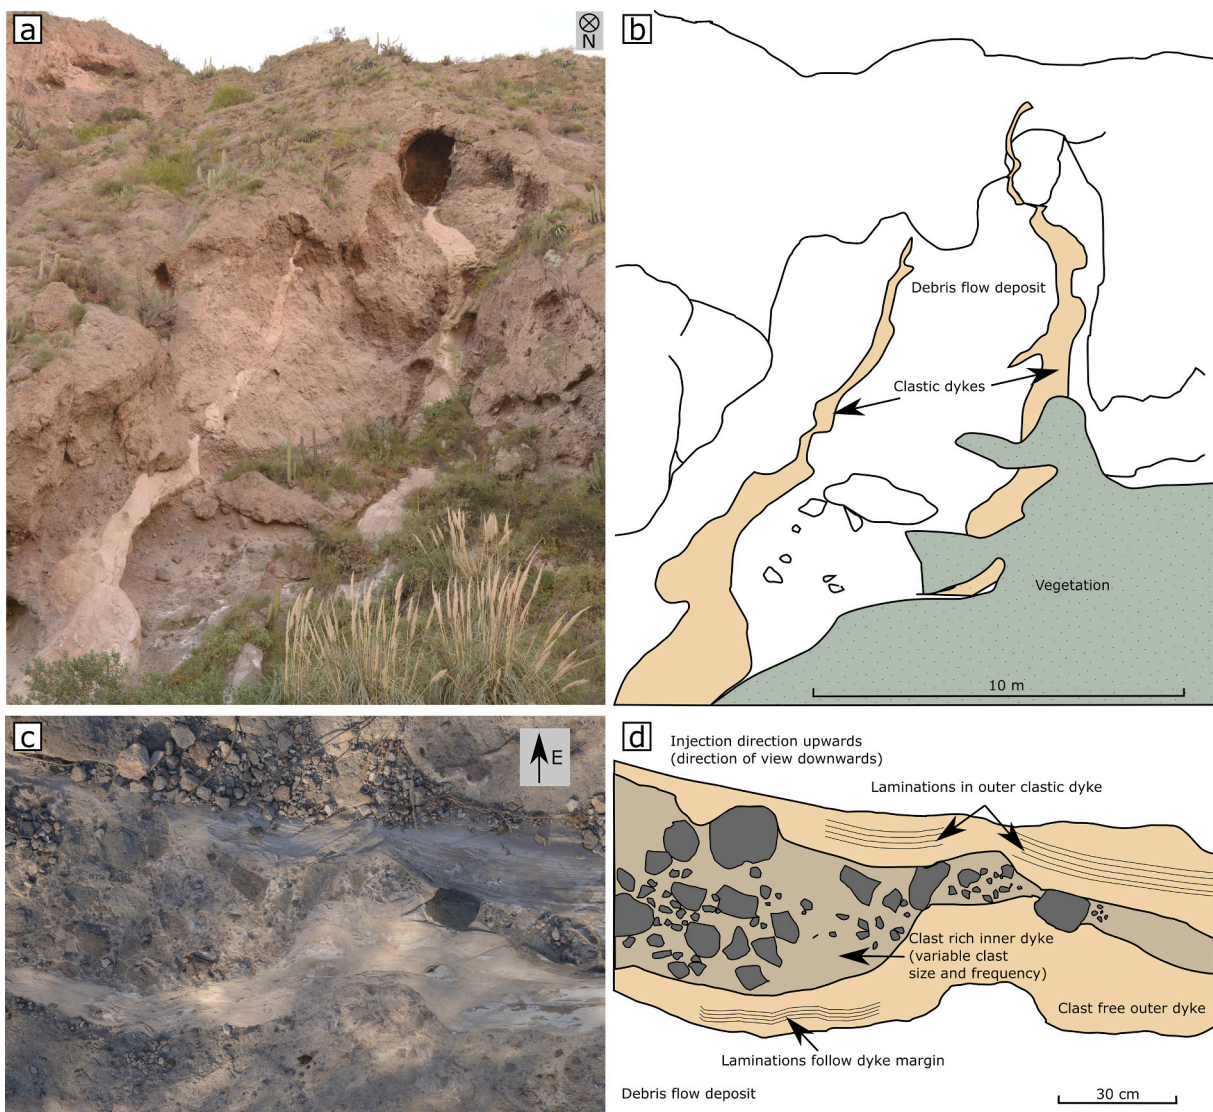 a
N
b
Debris flow deposit
Clastic dykes
Vegetation
10 m
c
E
d
Injection direction upwards
(direction of view downwards)
Laminations in outer clastic dyke
Clast rich inner dyke
(variable clast
size and frequency)
Clast free outer dyke
Laminations follow dyke margin
Debris flow deposit
30 cm